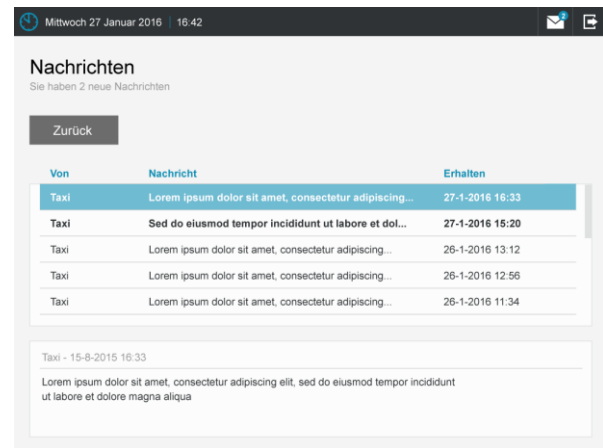 Mittwoch 27 Januar 2016 | 16:42
2
Nachrichten
Sie haben 2 neue Nachrichten
Zurück
Von Nachricht Erhalten
Taxi Lorem ipsum dolor sit amet, consectetur adipiscing... 27-1-2016 16:33
Taxi Sed do eiusmod tempor incididunt ut labore et dol... 27-1-2016 15:20
Taxi Lorem ipsum dolor sit amet, consectetur adipiscing... 26-1-2016 13:12
Taxi Lorem ipsum dolor sit amet, consectetur adipiscing... 26-1-2016 12:56
Taxi Lorem ipsum dolor sit amet, consectetur adipiscing... 26-1-2016 11:34
Taxi - 15-8-2015 16:33
Lorem ipsum dolor sit amet, consectetur adipiscing elit, sed do eiusmod tempor incididunt
ut labore et dolore magna aliqua